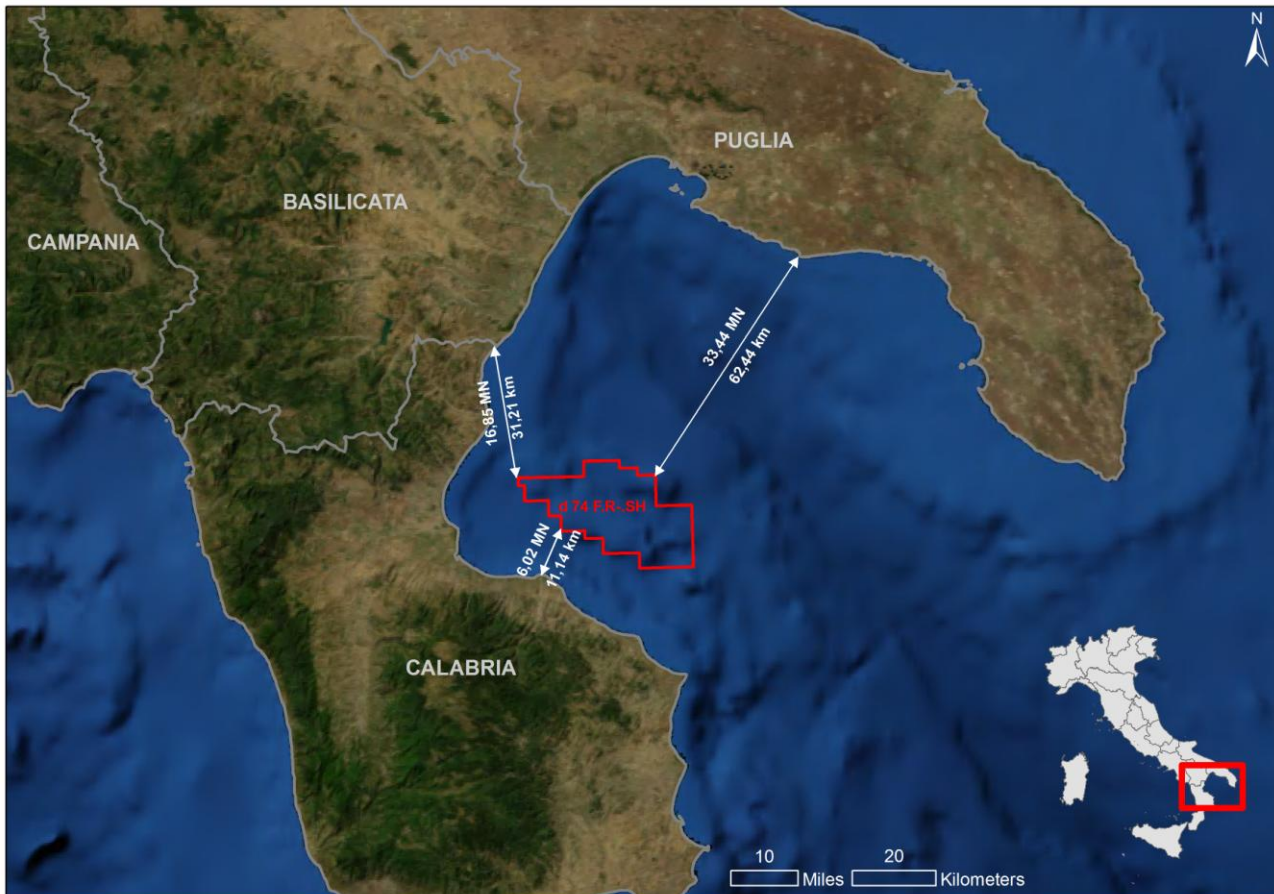 N
PUGLIA
BASILICATA
CAMPANIA
33,44 MN
62,44 km
16,85 MN
31,21 km
d 74 F.R-.SH
6,02 MN
11,14 km
CALABRIA
10
20
Miles
Kilometers